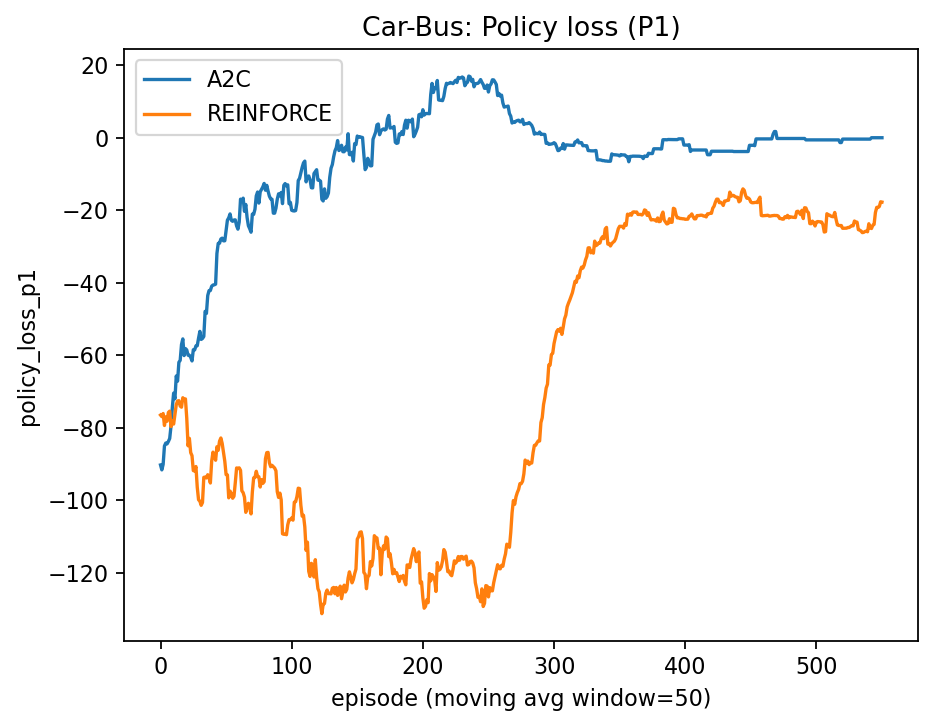 Car-Bus: Policy loss (P1)
A2C
REINFORCE
policy_loss_p1
20
0
−20
−40
−60
−80
−100
−120
0 100 200 300 400 500
episode (moving avg window=50)